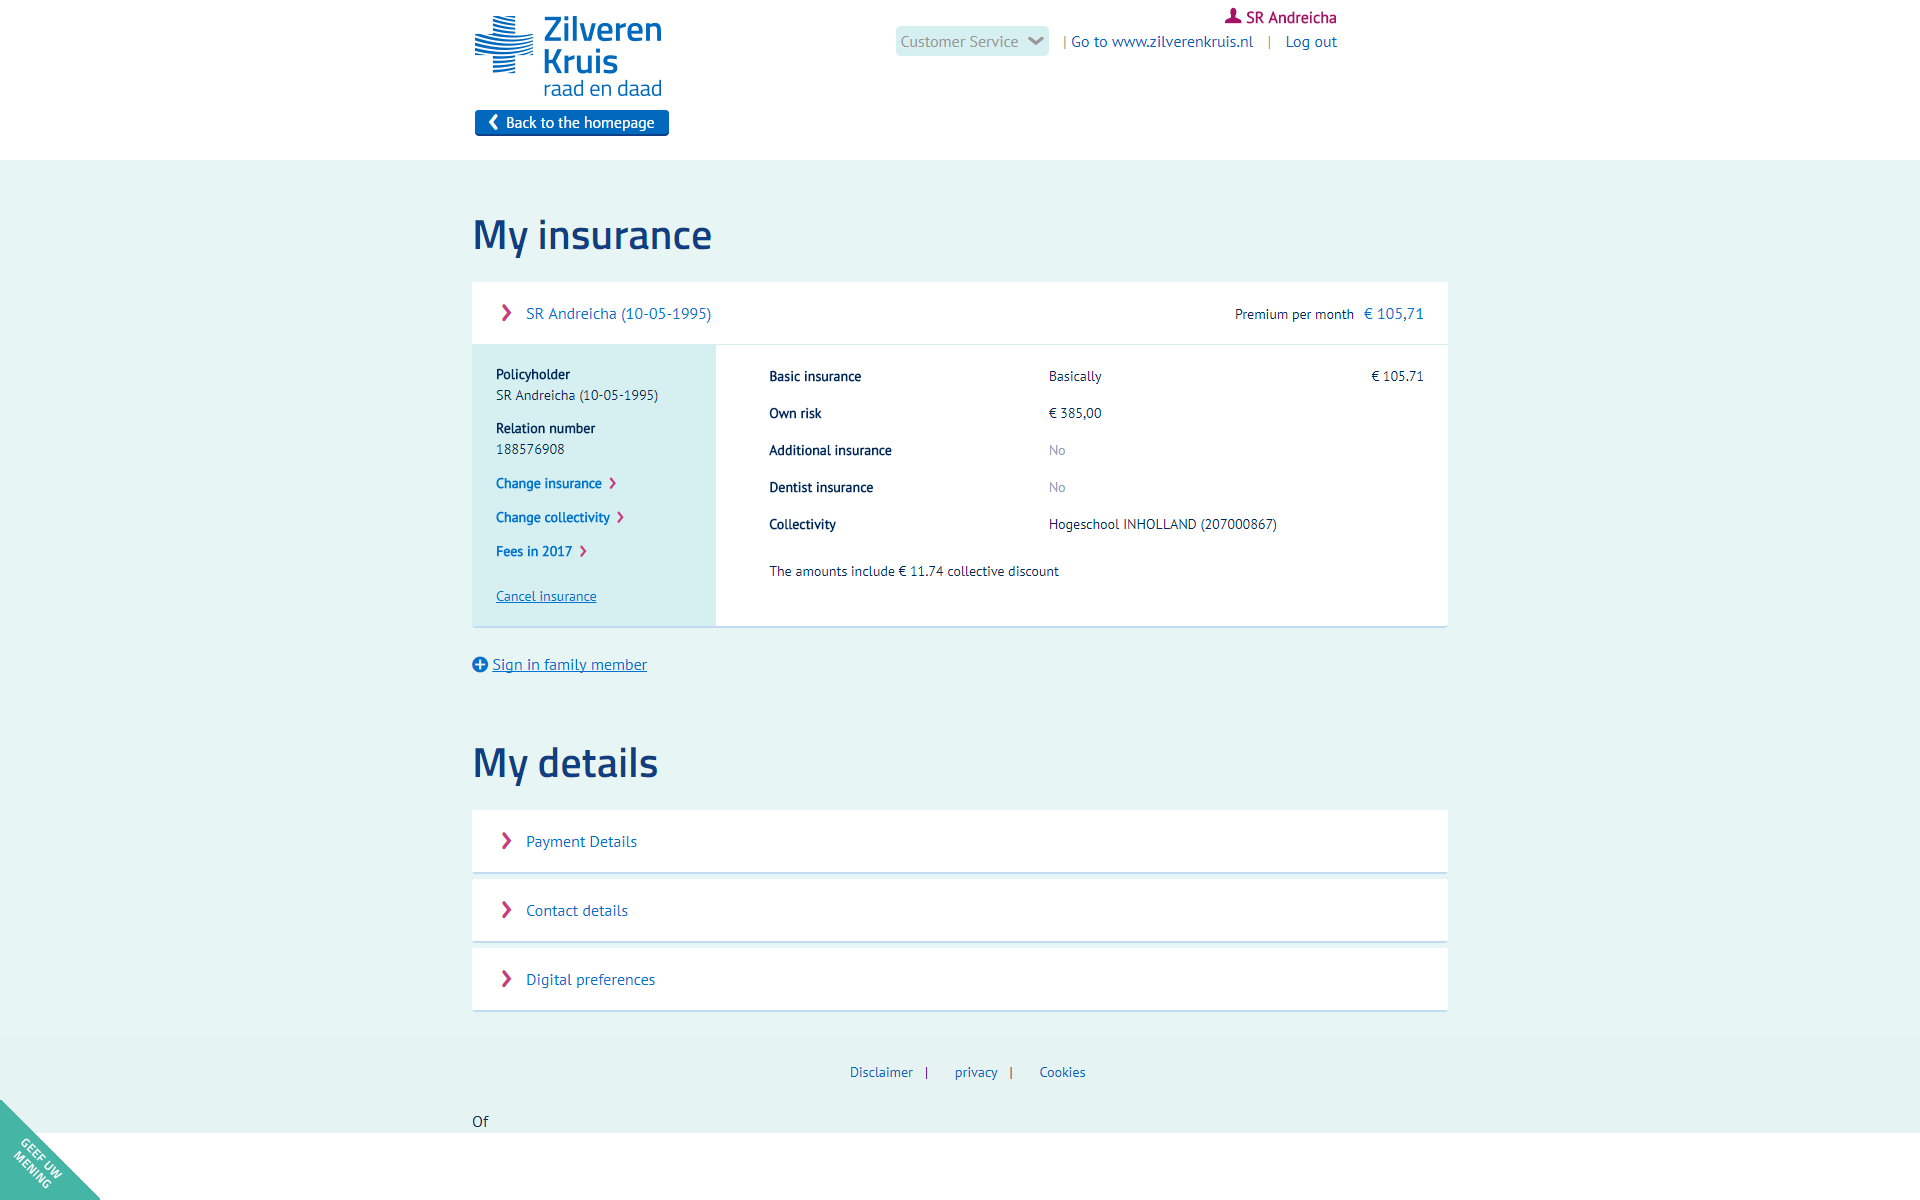 SR Andreicha
Zilveren
Kruis
raad en daad
Customer Service | Go to www.zilverenkruis.nl | Log out
Back to the homepage
My insurance
SR Andreicha (10-05-1995) Premium per month € 105,71
Policyholder
SR Andreicha (10-05-1995)
Relation number
188576908
Change insurance
Change collectivity
Fees in 2017
Cancel insurance
Basic insurance Basically € 105.71
Own risk € 385,00
Additional insurance No
Dentist insurance No
Collectivity Hogeschool INHOLLAND (207000867)
The amounts include € 11.74 collective discount
Sign in family member
My details
Payment Details
Contact details
Digital preferences
Disclaimer | privacy | Cookies
Of
GEEF UW
MENING